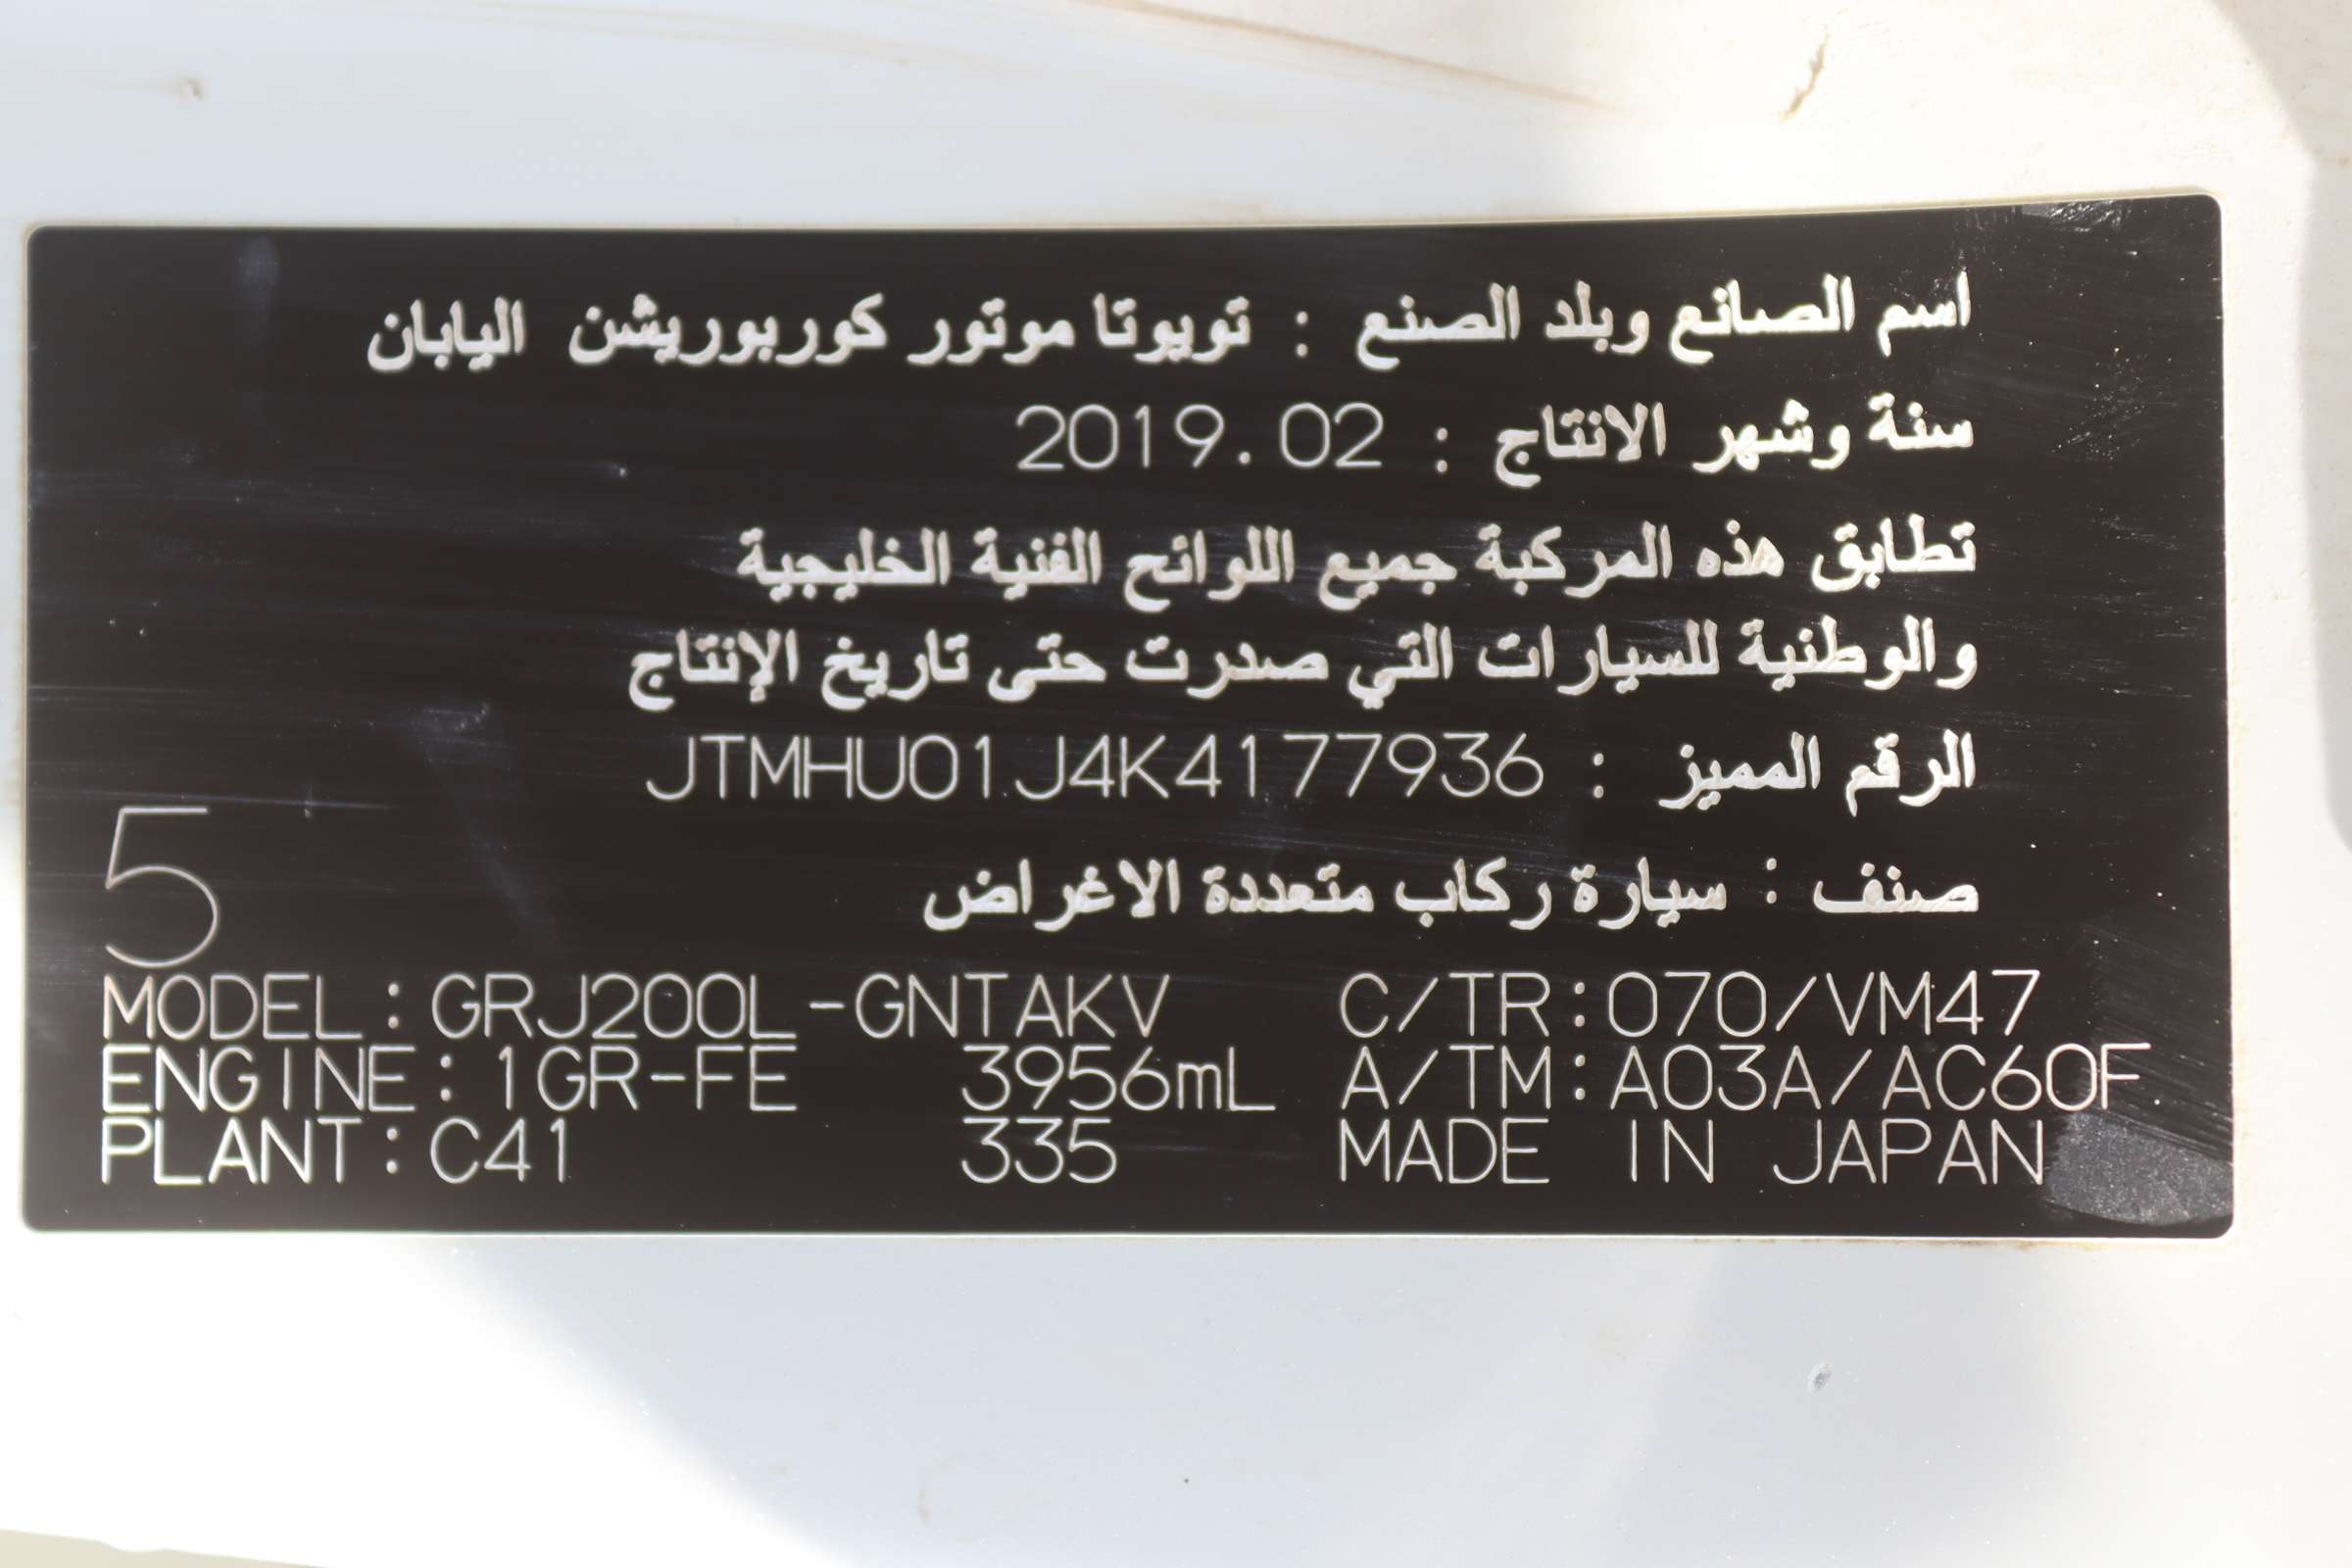 اسم الصانع وبلد الصنع : تويوتا موتور كوربوريشن اليابان
سنة وشهر الانتاج : 2019.02
تطابق هذه المركبة جميع اللوائح الفنية الخليجية
والوطنية للسيارات التي صدرت حتى تاريخ الإنتاج
الرقم المميز : JTMHU01J4K4177936
صنف : سيارة ركاب متعددة الاغراض
5
MODEL:GRJ200L-GNTAKV C/TR:070/VM47
ENGINE:1GR-FE 3956mL A/TM:A03A/AC60F
PLANT:C41 335 MADE IN JAPAN